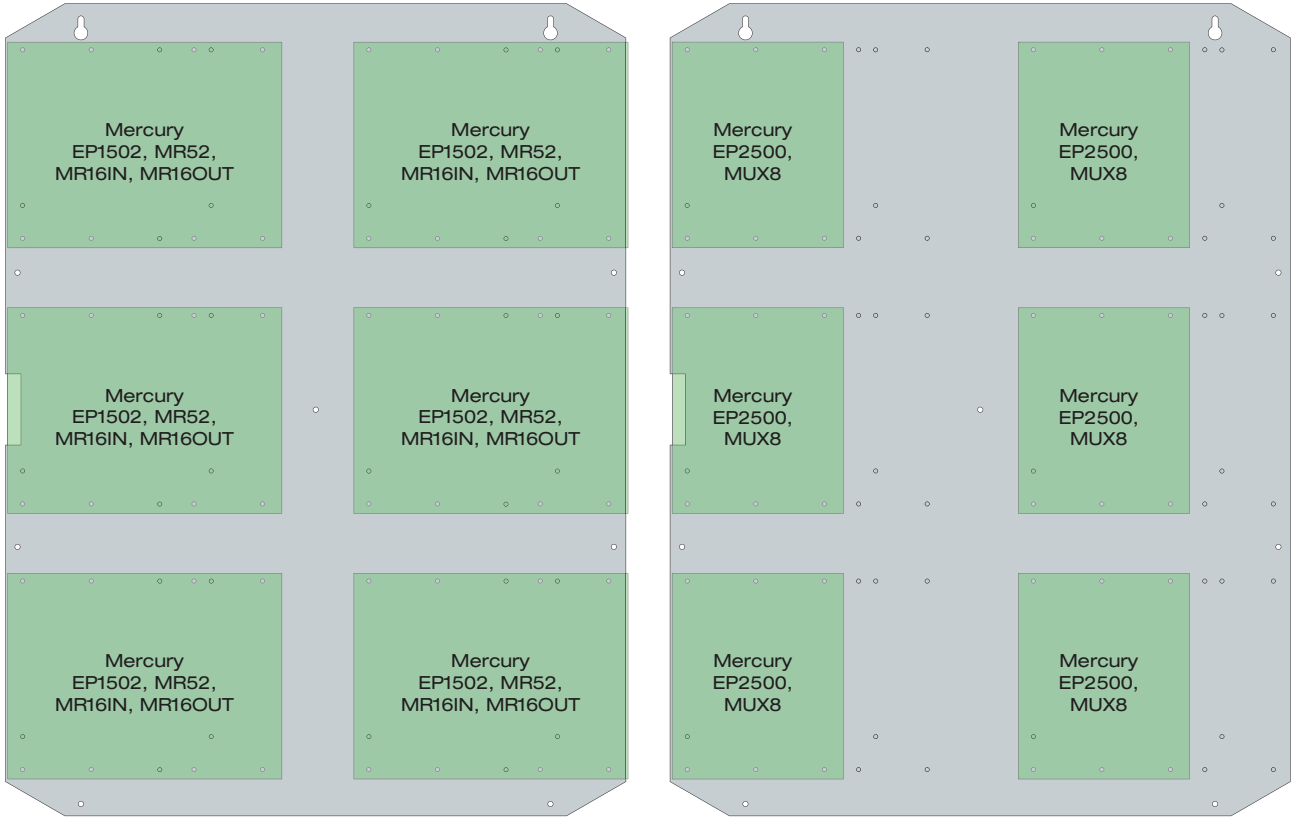 Mercury
EP1502, MR52,
MR16IN, MR16OUT
Mercury
EP1502, MR52,
MR16IN, MR16OUT
Mercury
EP2500,
MUX8
Mercury
EP2500,
MUX8
Mercury
EP1502, MR52,
MR16IN, MR16OUT
Mercury
EP1502, MR52,
MR16IN, MR16OUT
Mercury
EP2500,
MUX8
Mercury
EP2500,
MUX8
Mercury
EP1502, MR52,
MR16IN, MR16OUT
Mercury
EP1502, MR52,
MR16IN, MR16OUT
Mercury
EP2500,
MUX8
Mercury
EP2500,
MUX8